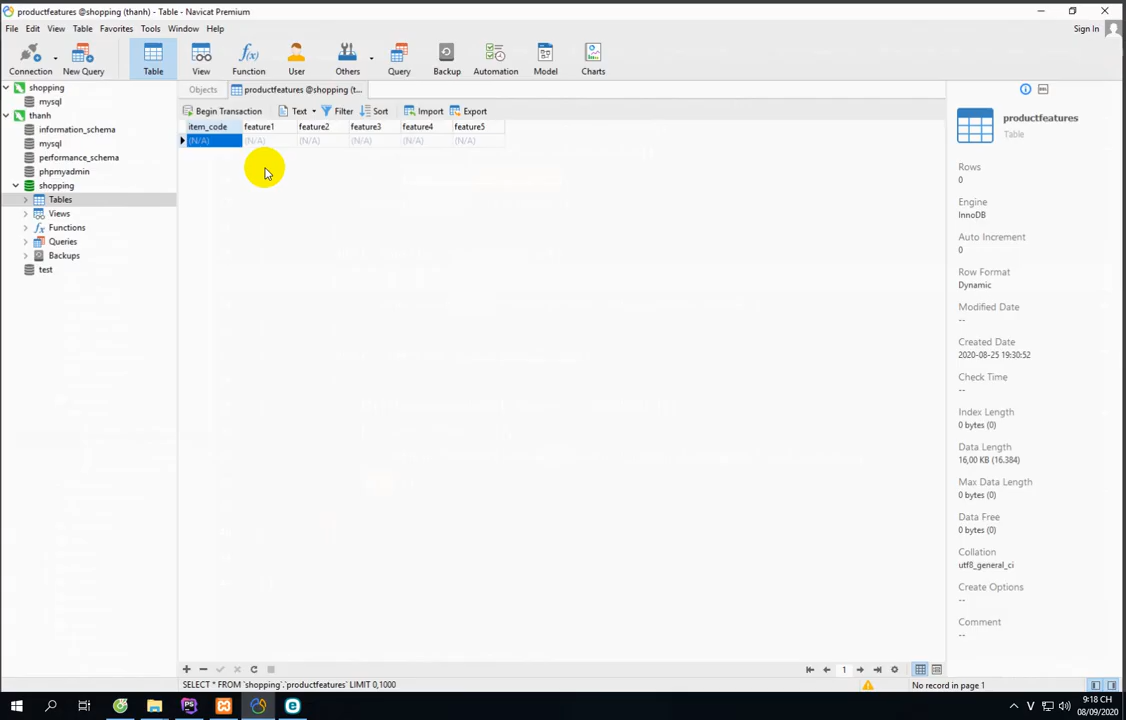 productfeatures @shopping (thanh) - Table - Navicat Premium
File Edit View Table Favorites Tools Window Help
Sign In
Connection New Query Table View Function User Others Query Backup Automation Model Charts
f(x)
shopping
mysql
thanh
information_schema
mysql
performance_schema
phpmyadmin
shopping
Tables
Views
Functions
Queries
Backups
test
Objects productfeatures @shopping (t...
Begin Transaction Text Filter Sort Import Export
item_code feature1 feature2 feature3 feature4 feature5
(N/A) (N/A) (N/A) (N/A) (N/A) (N/A)
productfeatures
Table
Rows
0
Engine
InnoDB
Auto Increment
0
Row Format
Dynamic
Modified Date
--
Created Date
2020-08-25 19:30:52
Check Time
--
Index Length
0 bytes (0)
Data Length
16,00 KB (16.384)
Max Data Length
0 bytes (0)
Data Free
0 bytes (0)
Collation
utf8_general_ci
Create Options
--
Comment
--
1
SELECT * FROM `shopping`.`productfeatures` LIMIT 0,1000
No record in page 1
PS
V
9:18 CH
08/09/2020